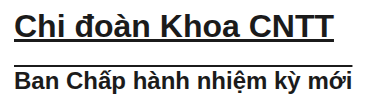 Chi đoàn Khoa CNTT
Ban Chấp hành nhiệm kỳ mới